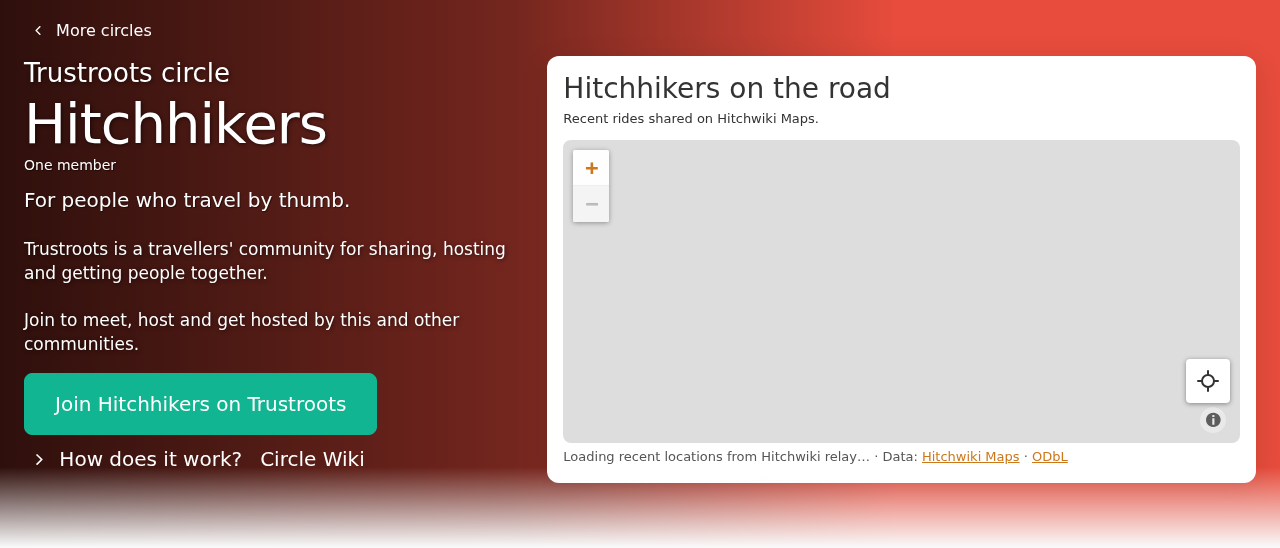 More circles
Trustroots circle
Hitchhikers
One member
For people who travel by thumb.
Trustroots is a travellers' community for sharing, hosting
and getting people together.
Join to meet, host and get hosted by this and other
communities.
Join Hitchhikers on Trustroots
How does it work? Circle Wiki
Hitchhikers on the road
Recent rides shared on Hitchwiki Maps.
+
−
Loading recent locations from Hitchwiki relay… · Data: Hitchwiki Maps · ODbL